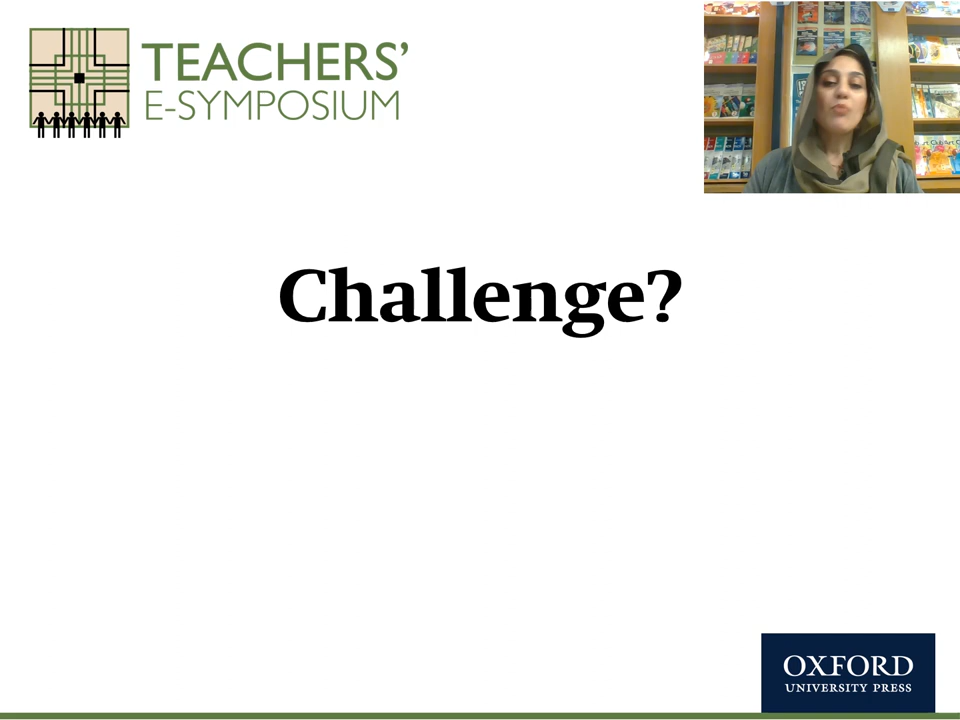 TEACHERS’
E-SYMPOSIUM
Challenge?
OXFORD
UNIVERSITY PRESS